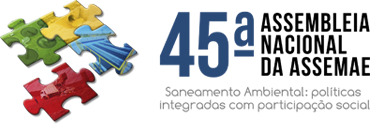 45ª ASSEMBLEIA
NACIONAL
DA ASSEMAE
Saneamento Ambiental: políticas
integradas com participação social